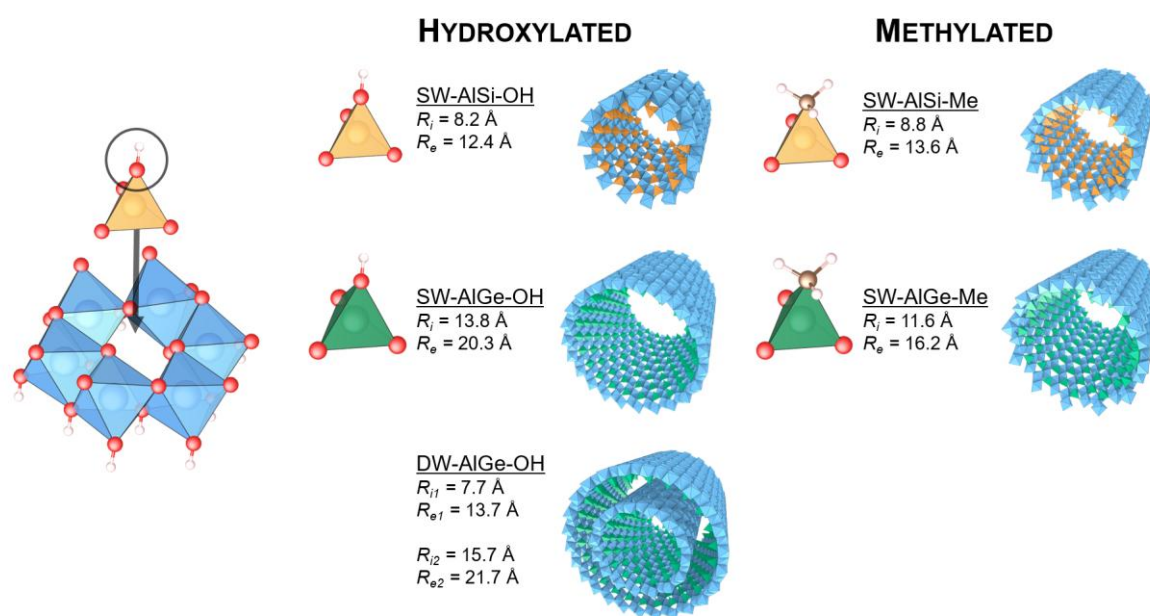 HYDROXYLATED
METHYLATED
SW-AlSi-OH
Ri = 8.2 Å
Re = 12.4 Å
SW-AlSi-Me
Ri = 8.8 Å
Re = 13.6 Å
SW-AlGe-OH
Ri = 13.8 Å
Re = 20.3 Å
SW-AlGe-Me
Ri = 11.6 Å
Re = 16.2 Å
DW-AlGe-OH
Ri1 = 7.7 Å
Re1 = 13.7 Å
Ri2 = 15.7 Å
Re2 = 21.7 Å